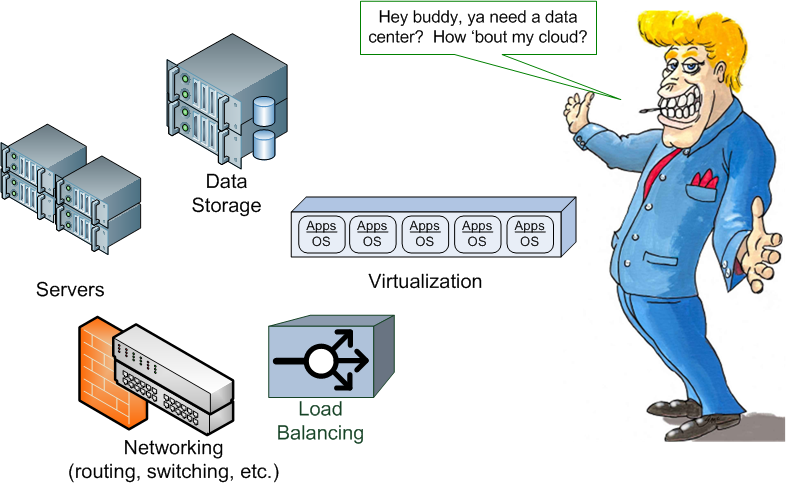 Hey buddy, ya need a data
center?  How ‘bout my cloud?
Data
Storage
Apps
OS
Apps
OS
Apps
OS
Apps
OS
Apps
OS
Virtualization
Servers
Load
Balancing
Networking
(routing, switching, etc.)